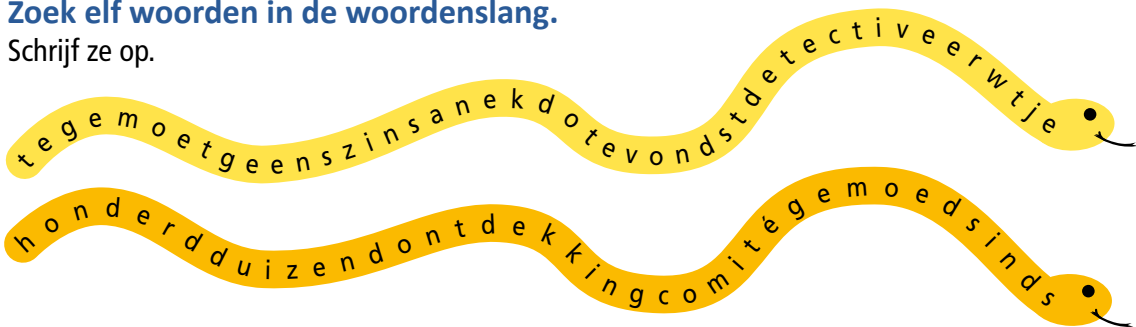 Zoek elf woorden in de woordenslang.
Schrijf ze op.
tegemoetgeenszinsanekdotevondstdetectiveerwtje
honderdduizendontdekkingcomitégemoedsinds